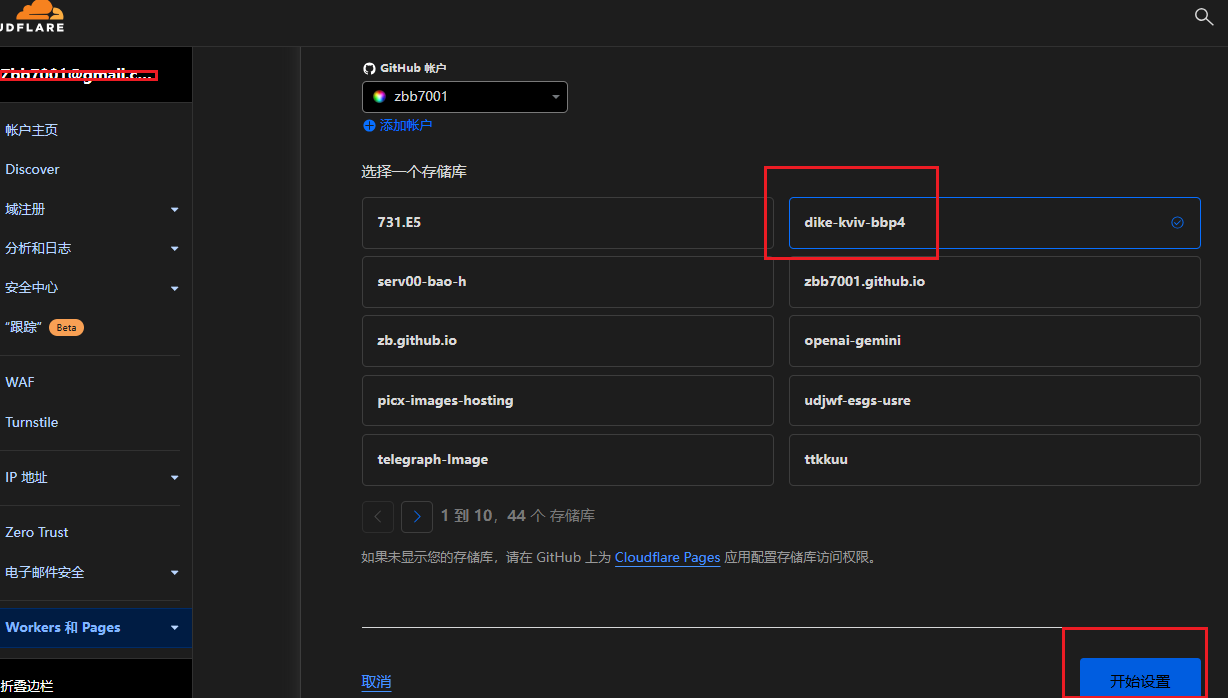 UDFLARE
zbb7001@gmail.c...
GitHub 帐户
zbb7001
添加帐户
帐户主页
Discover
域注册
分析和日志
安全中心
“跟踪” Beta
WAF
Turnstile
IP 地址
Zero Trust
电子邮件安全
Workers 和 Pages
折叠边栏
选择一个存储库
731.E5
dike-kviv-bbp4
serv00-bao-h
zbb7001.github.io
zb.github.io
openai-gemini
picx-images-hosting
udjwf-esgs-usre
telegraph-Image
ttkkuu
1 到 10，44 个 存储库
如果未显示您的存储库，请在 GitHub 上为 Cloudflare Pages 应用配置存储库访问权限。
取消
开始设置